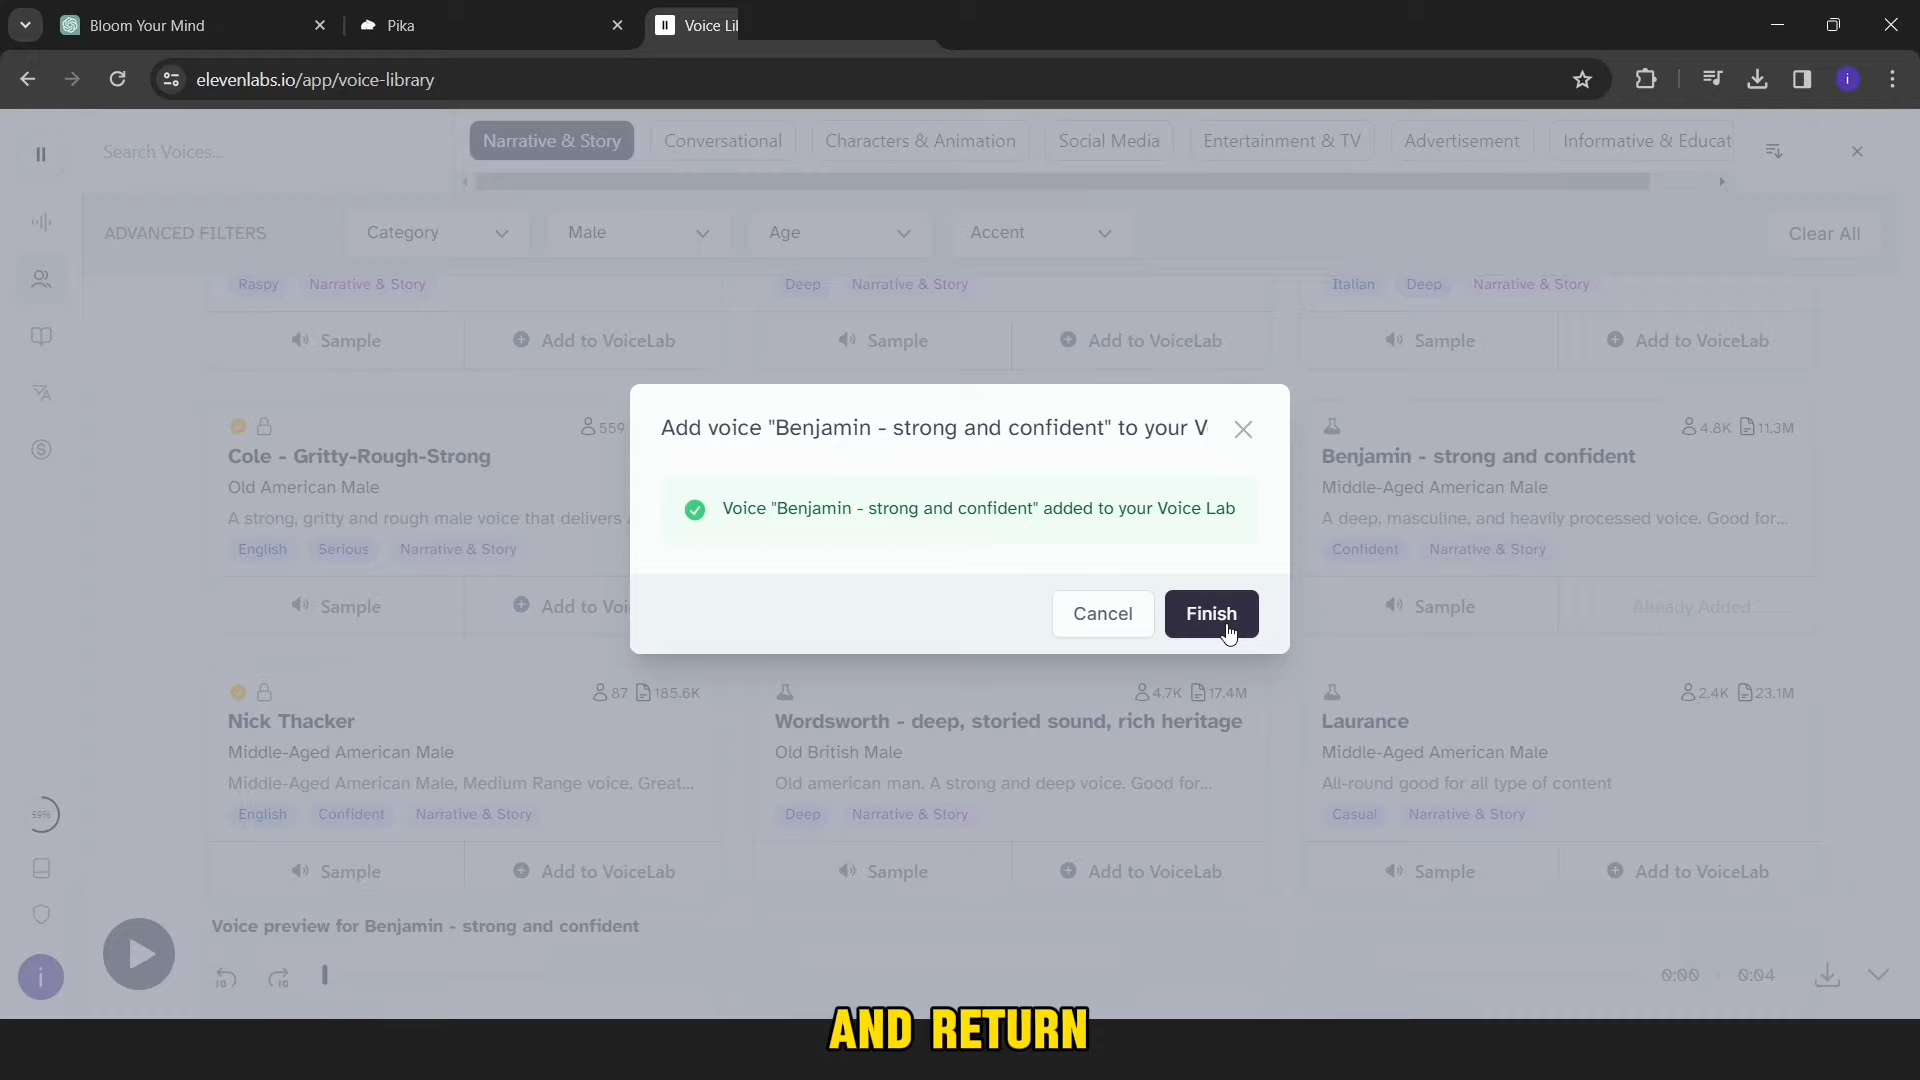 Bloom Your Mind
Pika
Voice Li
elevenlabs.io/app/voice-library
i
Search Voices...
Narrative & Story
Conversational
Characters & Animation
Social Media
Entertainment & TV
Advertisement
Informative & Educat
ADVANCED FILTERS
Category
Male
Age
Accent
Clear All
Raspy Narrative & Story
Deep Narrative & Story
Italian Deep Narrative & Story
Sample Add to VoiceLab
Sample Add to VoiceLab
Sample Add to VoiceLab
Add voice "Benjamin - strong and confident" to your V
Voice "Benjamin - strong and confident" added to your Voice Lab
Cancel
Finish
559
Cole - Gritty-Rough-Strong
Old American Male
A strong, gritty and rough male voice that delivers
English Serious Narrative & Story
Sample Add to Voi
4.8K 11.3M
Benjamin - strong and confident
Middle-Aged American Male
A deep, masculine, and heavily processed voice. Good for...
Confident Narrative & Story
Sample Already Added
87 185.6K
Nick Thacker
Middle-Aged American Male
Middle-Aged American Male, Medium Range voice. Great...
English Confident Narrative & Story
Sample Add to VoiceLab
4.7K 17.4M
Wordsworth - deep, storied sound, rich heritage
Old British Male
Old american man. A strong and deep voice. Good for...
Deep Narrative & Story
Sample Add to VoiceLab
2.4K 23.1M
Laurance
Middle-Aged American Male
All-round good for all type of content
Casual Narrative & Story
Sample Add to VoiceLab
59%
i
Voice preview for Benjamin - strong and confident
10
10
0:00
0:04
AND RETURN